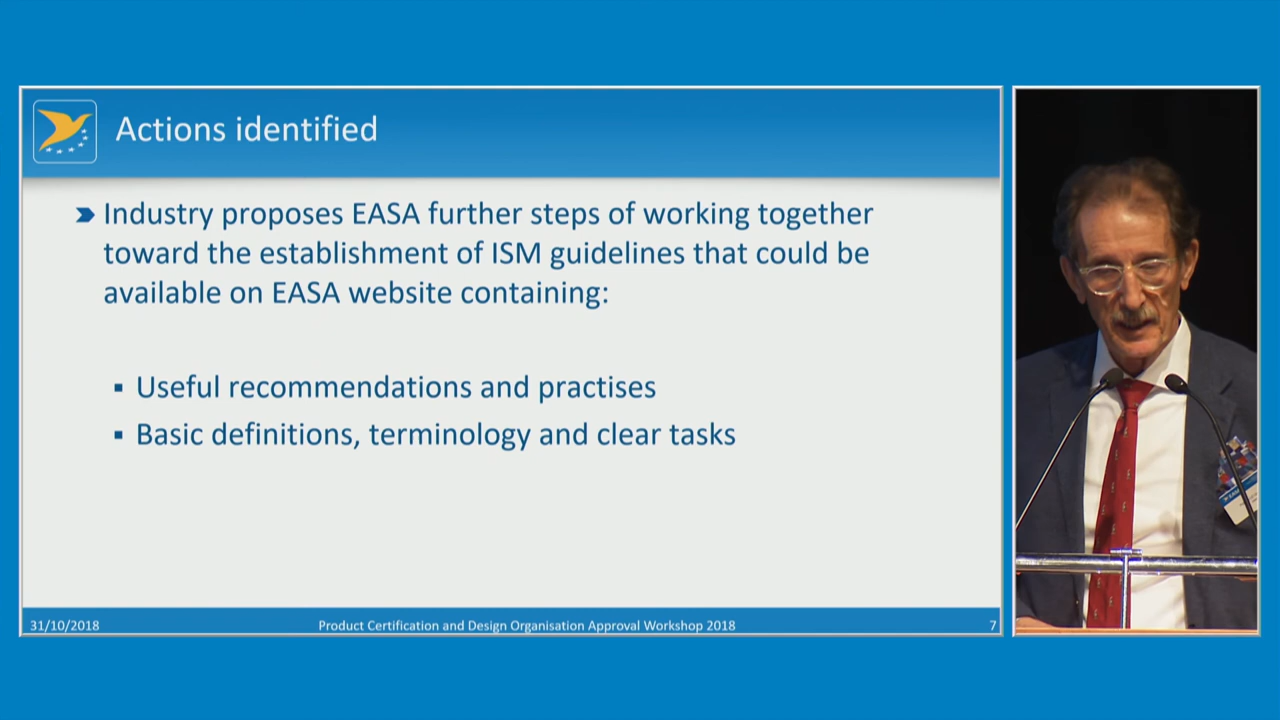 Actions identified
Industry proposes EASA further steps of working together
toward the establishment of ISM guidelines that could be
available on EASA website containing:
Useful recommendations and practises
Basic definitions, terminology and clear tasks
31/10/2018
Product Certification and Design Organisation Approval Workshop 2018
7